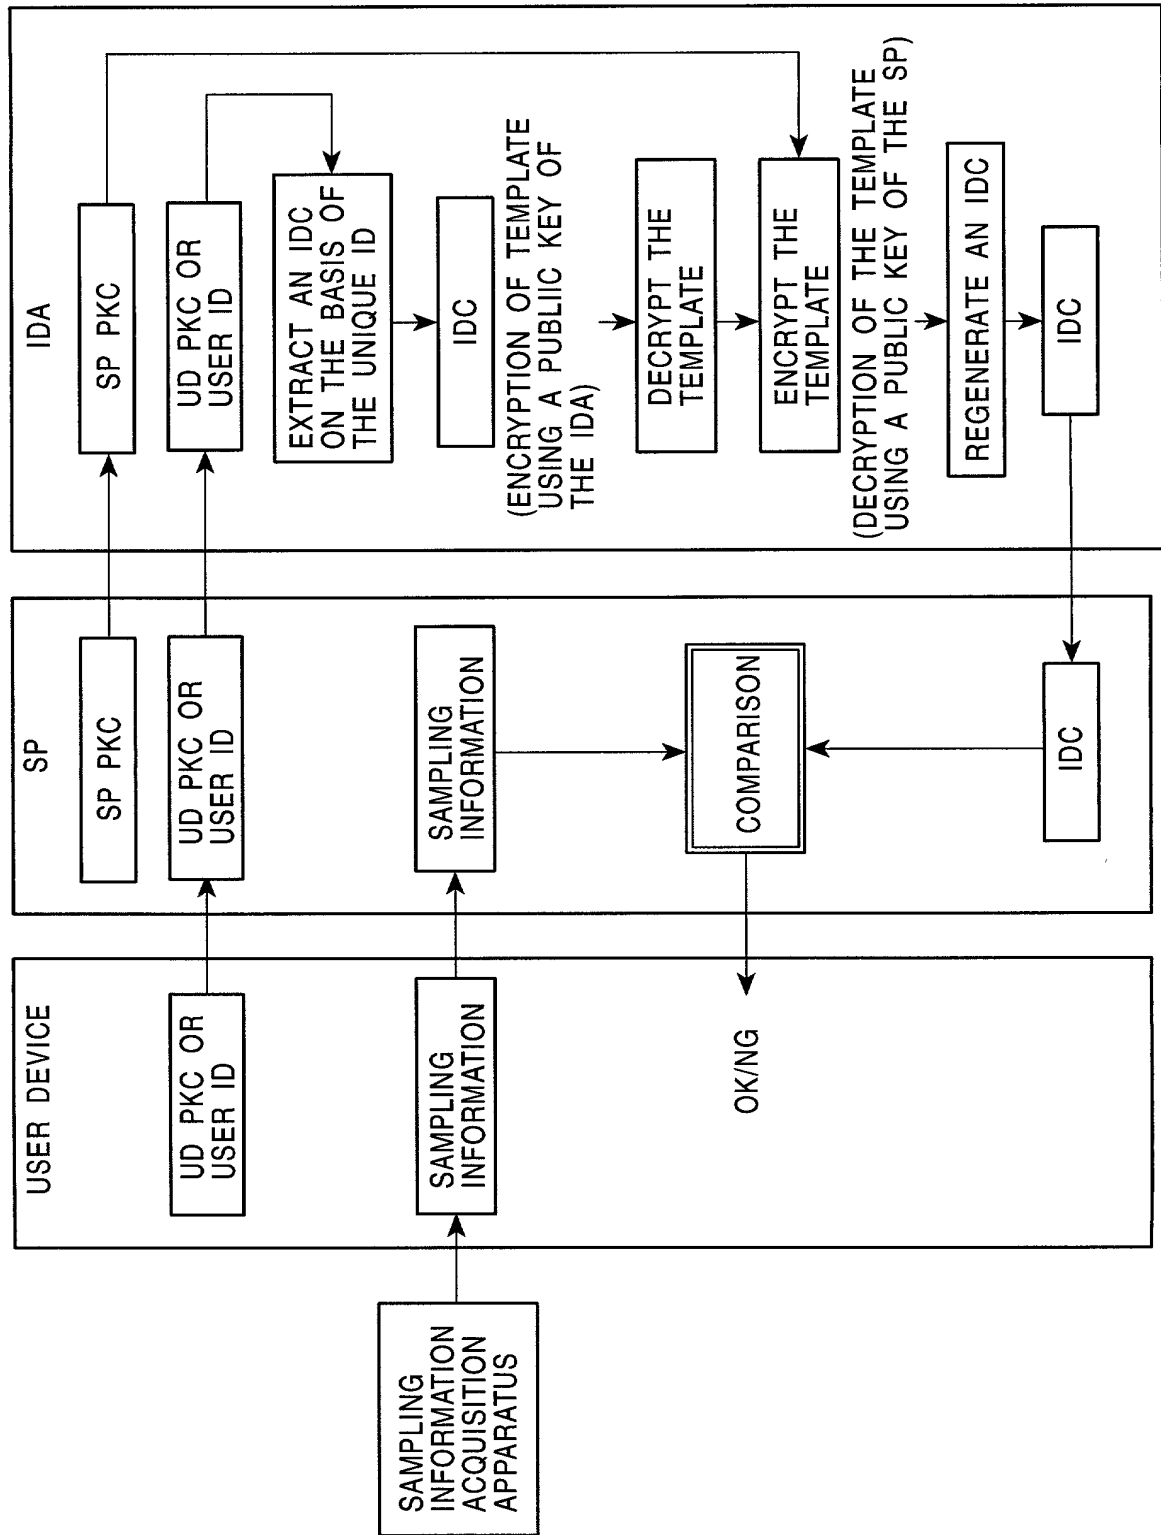 SAMPLING
INFORMATION
ACQUISITION
APPARATUS
USER DEVICE
UD PKC OR
USER ID
SAMPLING
INFORMATION
OK/NG
SP
SP PKC
UD PKC OR
USER ID
SAMPLING
INFORMATION
COMPARISON
IDC
IDA
SP PKC
UD PKC OR
USER ID
EXTRACT AN IDC
ON THE BASIS OF
THE UNIQUE ID
IDC
(ENCRYPTION OF TEMPLATE
USING A PUBLIC KEY OF
THE IDA)
DECRYPT THE
TEMPLATE
ENCRYPT THE
TEMPLATE
(DECRYPTION OF THE TEMPLATE
USING A PUBLIC KEY OF THE SP)
REGENERATE AN IDC
IDC